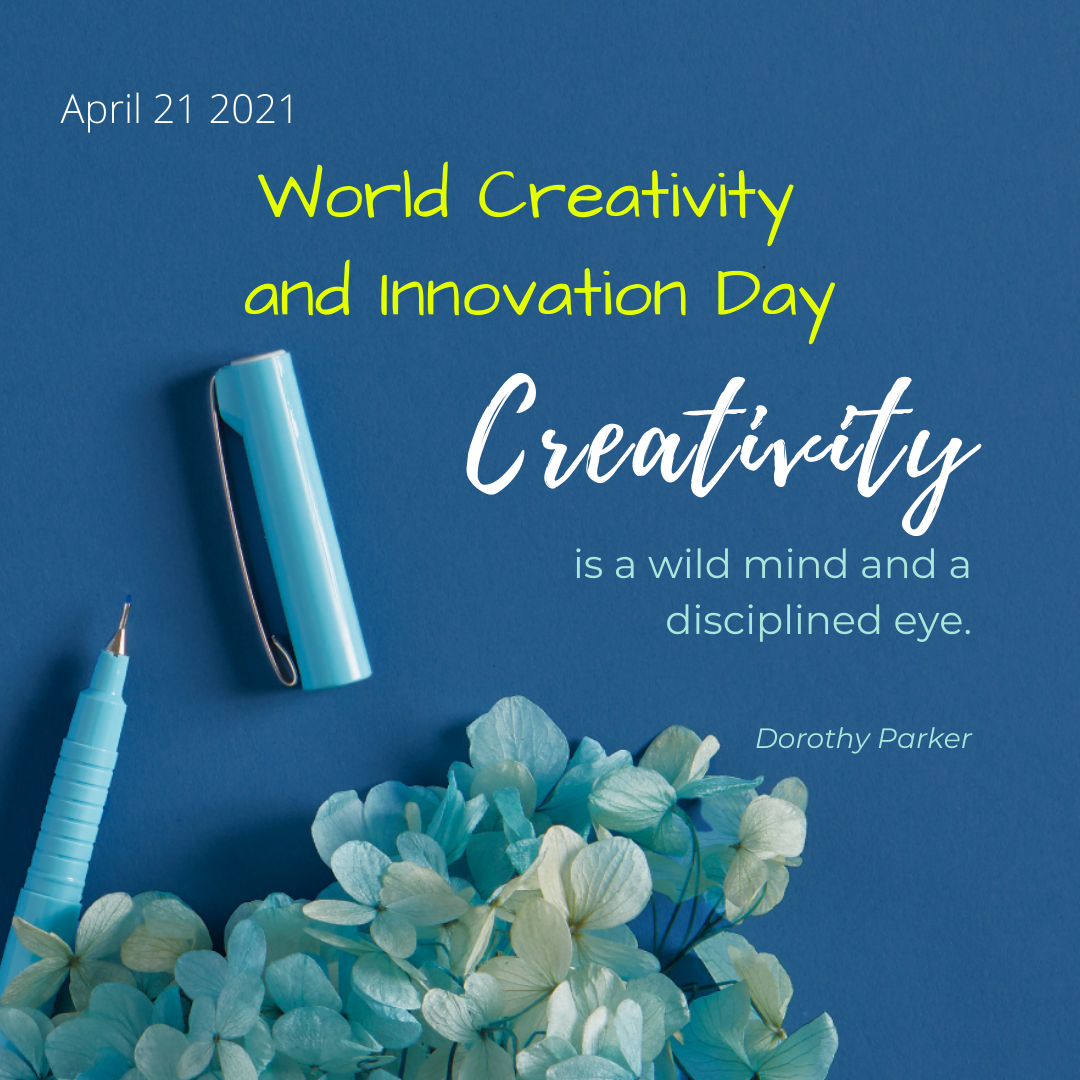 April 21 2021
World Creativity
and Innovation Day
Creativity
is a wild mind and a
disciplined eye.
Dorothy Parker